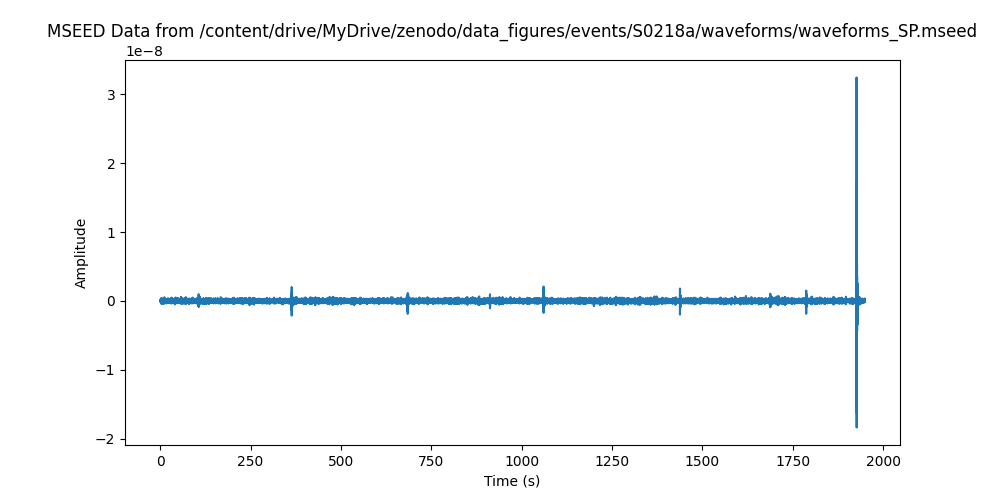 MSEED Data from /content/drive/MyDrive/zenodo/data_figures/events/S0218a/waveforms/waveforms_SP.mseed
1e−8
3
2
1
0
−1
−2
Amplitude
0 250 500 750 1000 1250 1500 1750 2000
Time (s)